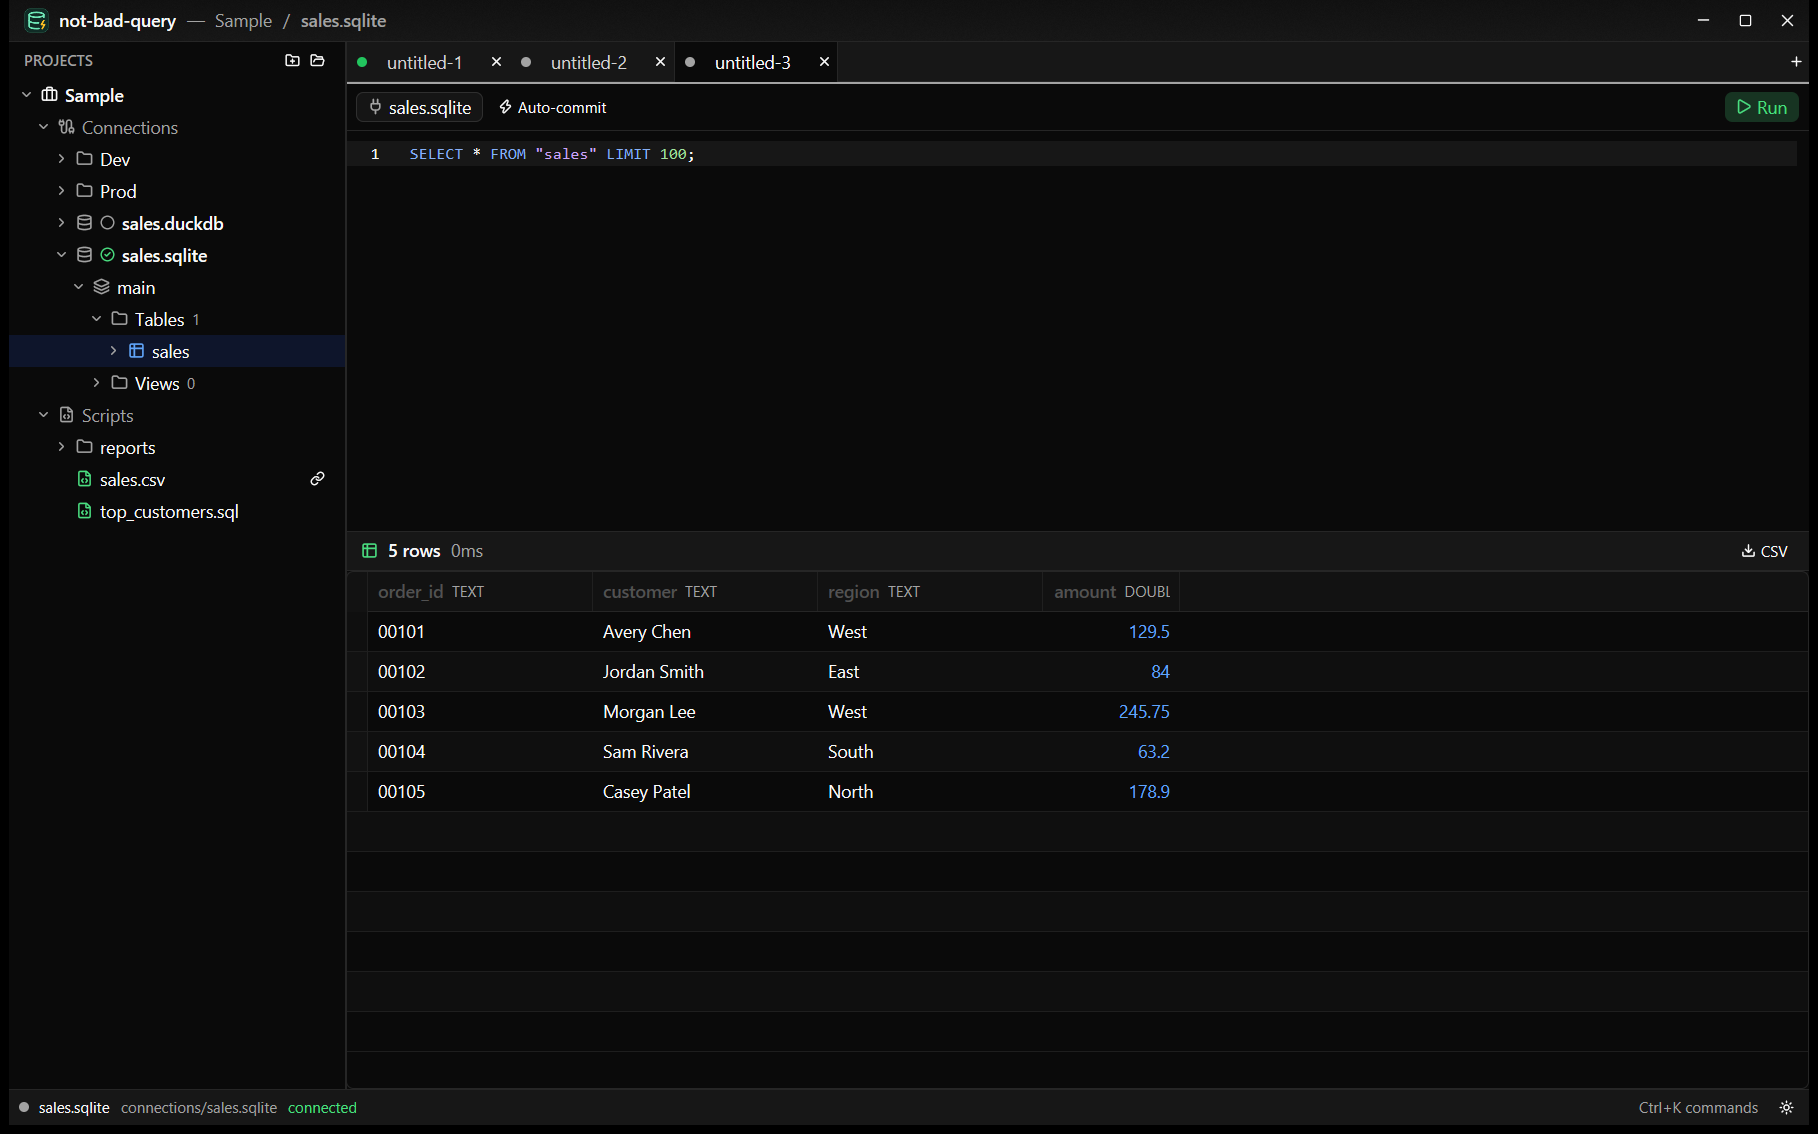 not-bad-query — Sample / sales.sqlite
PROJECTS
Sample
Connections
Dev
Prod
sales.duckdb
sales.sqlite
main
Tables 1
sales
Views 0
Scripts
reports
sales.csv
top_customers.sql
untitled-1
untitled-2
untitled-3
sales.sqlite Auto-commit Run
1 SELECT * FROM "sales" LIMIT 100;
5 rows 0ms CSV
order_id TEXT customer TEXT region TEXT amount DOUBL
00101 Avery Chen West 129.5
00102 Jordan Smith East 84
00103 Morgan Lee West 245.75
00104 Sam Rivera South 63.2
00105 Casey Patel North 178.9
sales.sqlite connections/sales.sqlite connected Ctrl+K commands